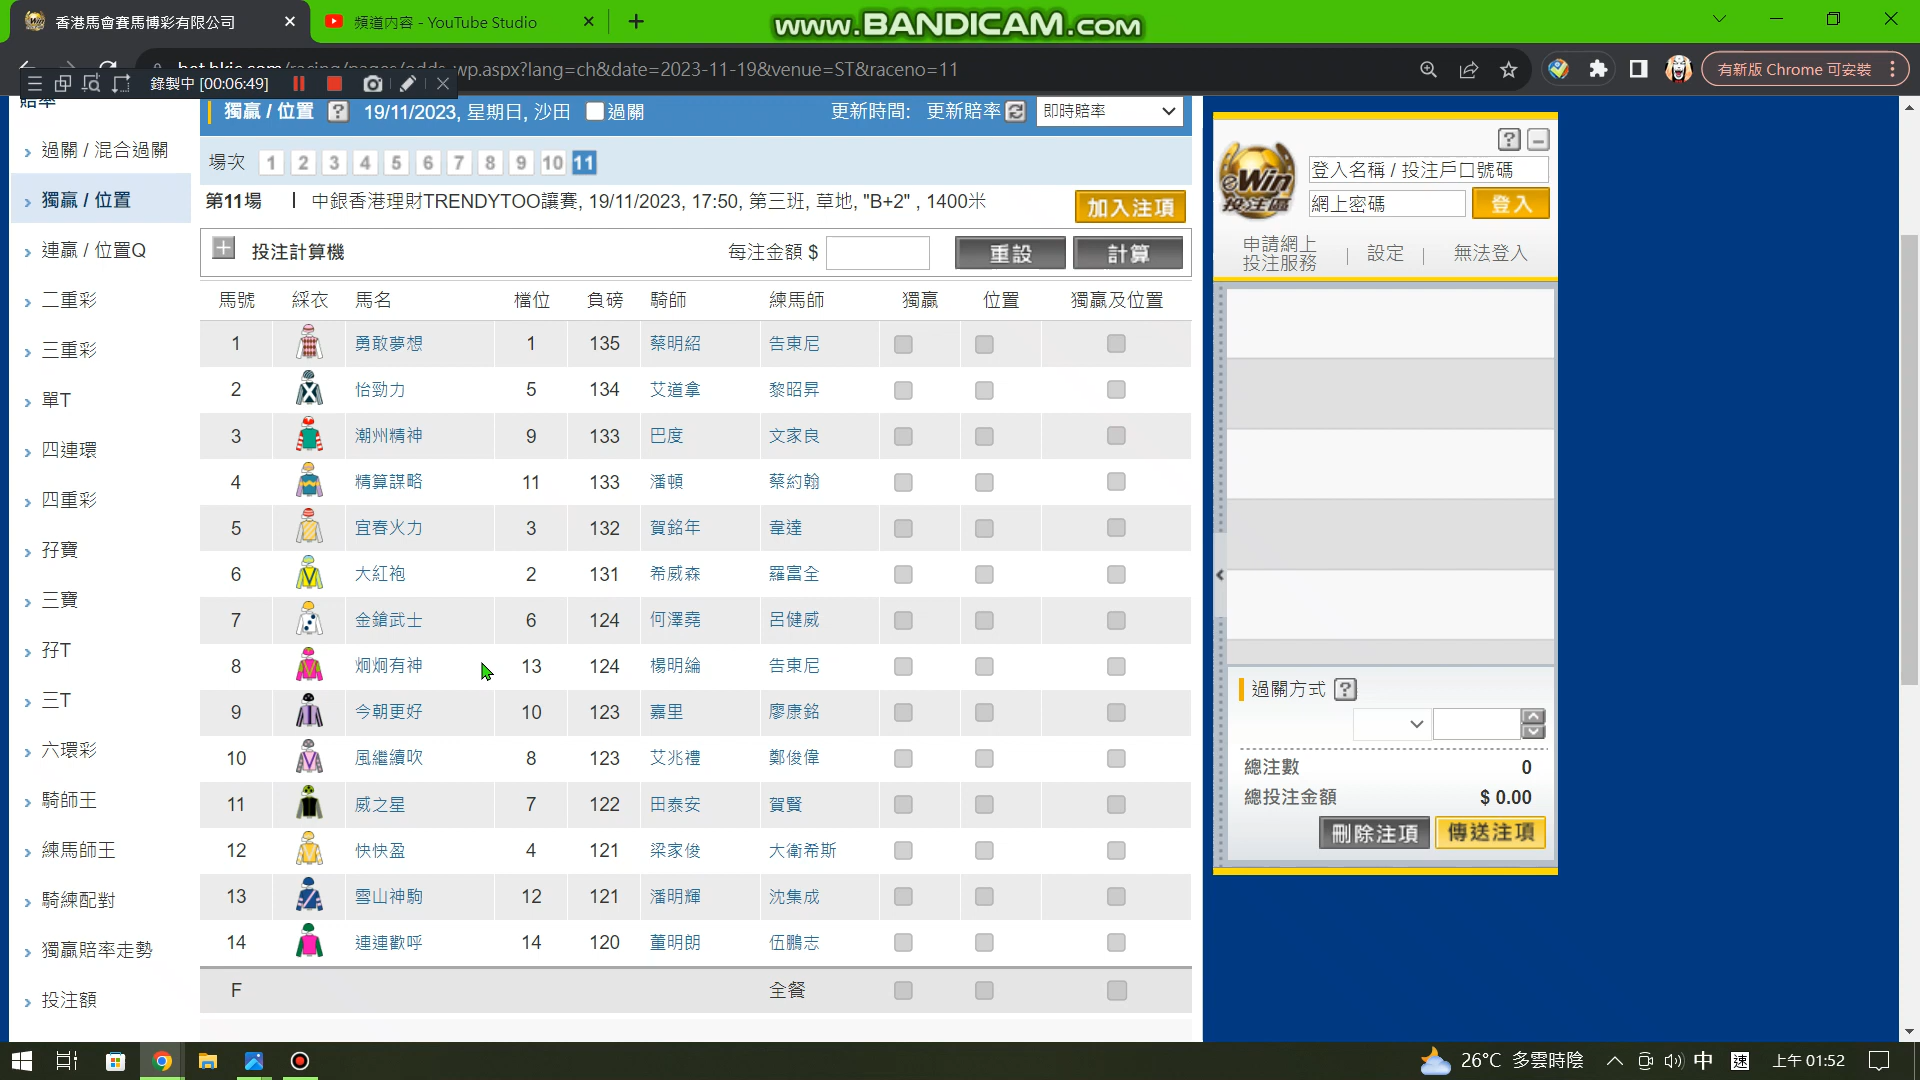 香港馬會賽馬博彩有限公司
頻道內容 - YouTube Studio
www.BANDICAM.com
wp.aspx?lang=ch&date=2023-11-19&venue=ST&raceno=11
有新版 Chrome 可安裝
錄製中 [00:06:49]
賠率
過關 / 混合過關
獨贏 / 位置
連贏 / 位置Q
二重彩
三重彩
單T
四連環
四重彩
孖寶
三寶
孖T
三T
六環彩
騎師王
練馬師王
騎練配對
獨贏賠率走勢
投注額
獨贏 / 位置 ? 19/11/2023, 星期日, 沙田 過關 更新時間: 更新賠率 即時賠率
場次 1 2 3 4 5 6 7 8 9 10 11
第11場 | 中銀香港理財TRENDYTOO讓賽, 19/11/2023, 17:50, 第三班, 草地, "B+2" , 1400米 加入注項
投注計算機 每注金額 $ 重設 計算
馬號 綵衣 馬名 檔位 負磅 騎師 練馬師 獨贏 位置 獨贏及位置
1 勇敢夢想 1 135 蔡明紹 告東尼
2 怡勁力 5 134 艾道拿 黎昭昇
3 潮州精神 9 133 巴度 文家良
4 精算謀略 11 133 潘頓 蔡約翰
5 宜春火力 3 132 賀銘年 韋達
6 大紅袍 2 131 希威森 羅富全
7 金鎗武士 6 124 何澤堯 呂健威
8 炯炯有神 13 124 楊明綸 告東尼
9 今朝更好 10 123 嘉里 廖康銘
10 風繼續吹 8 123 艾兆禮 鄭俊偉
11 威之星 7 122 田泰安 賀賢
12 快快盈 4 121 梁家俊 大衛希斯
13 雪山神駒 12 121 潘明輝 沈集成
14 連連歡呼 14 120 董明朗 伍鵬志
F 全餐
eWin
投注區
登入名稱 / 投注戶口號碼
網上密碼 登入
申請網上
投注服務 | 設定 | 無法登入
過關方式 ?
總注數 0
總投注金額 $ 0.00
刪除注項 傳送注項
26°C 多雲時陰 中 速 上午 01:52